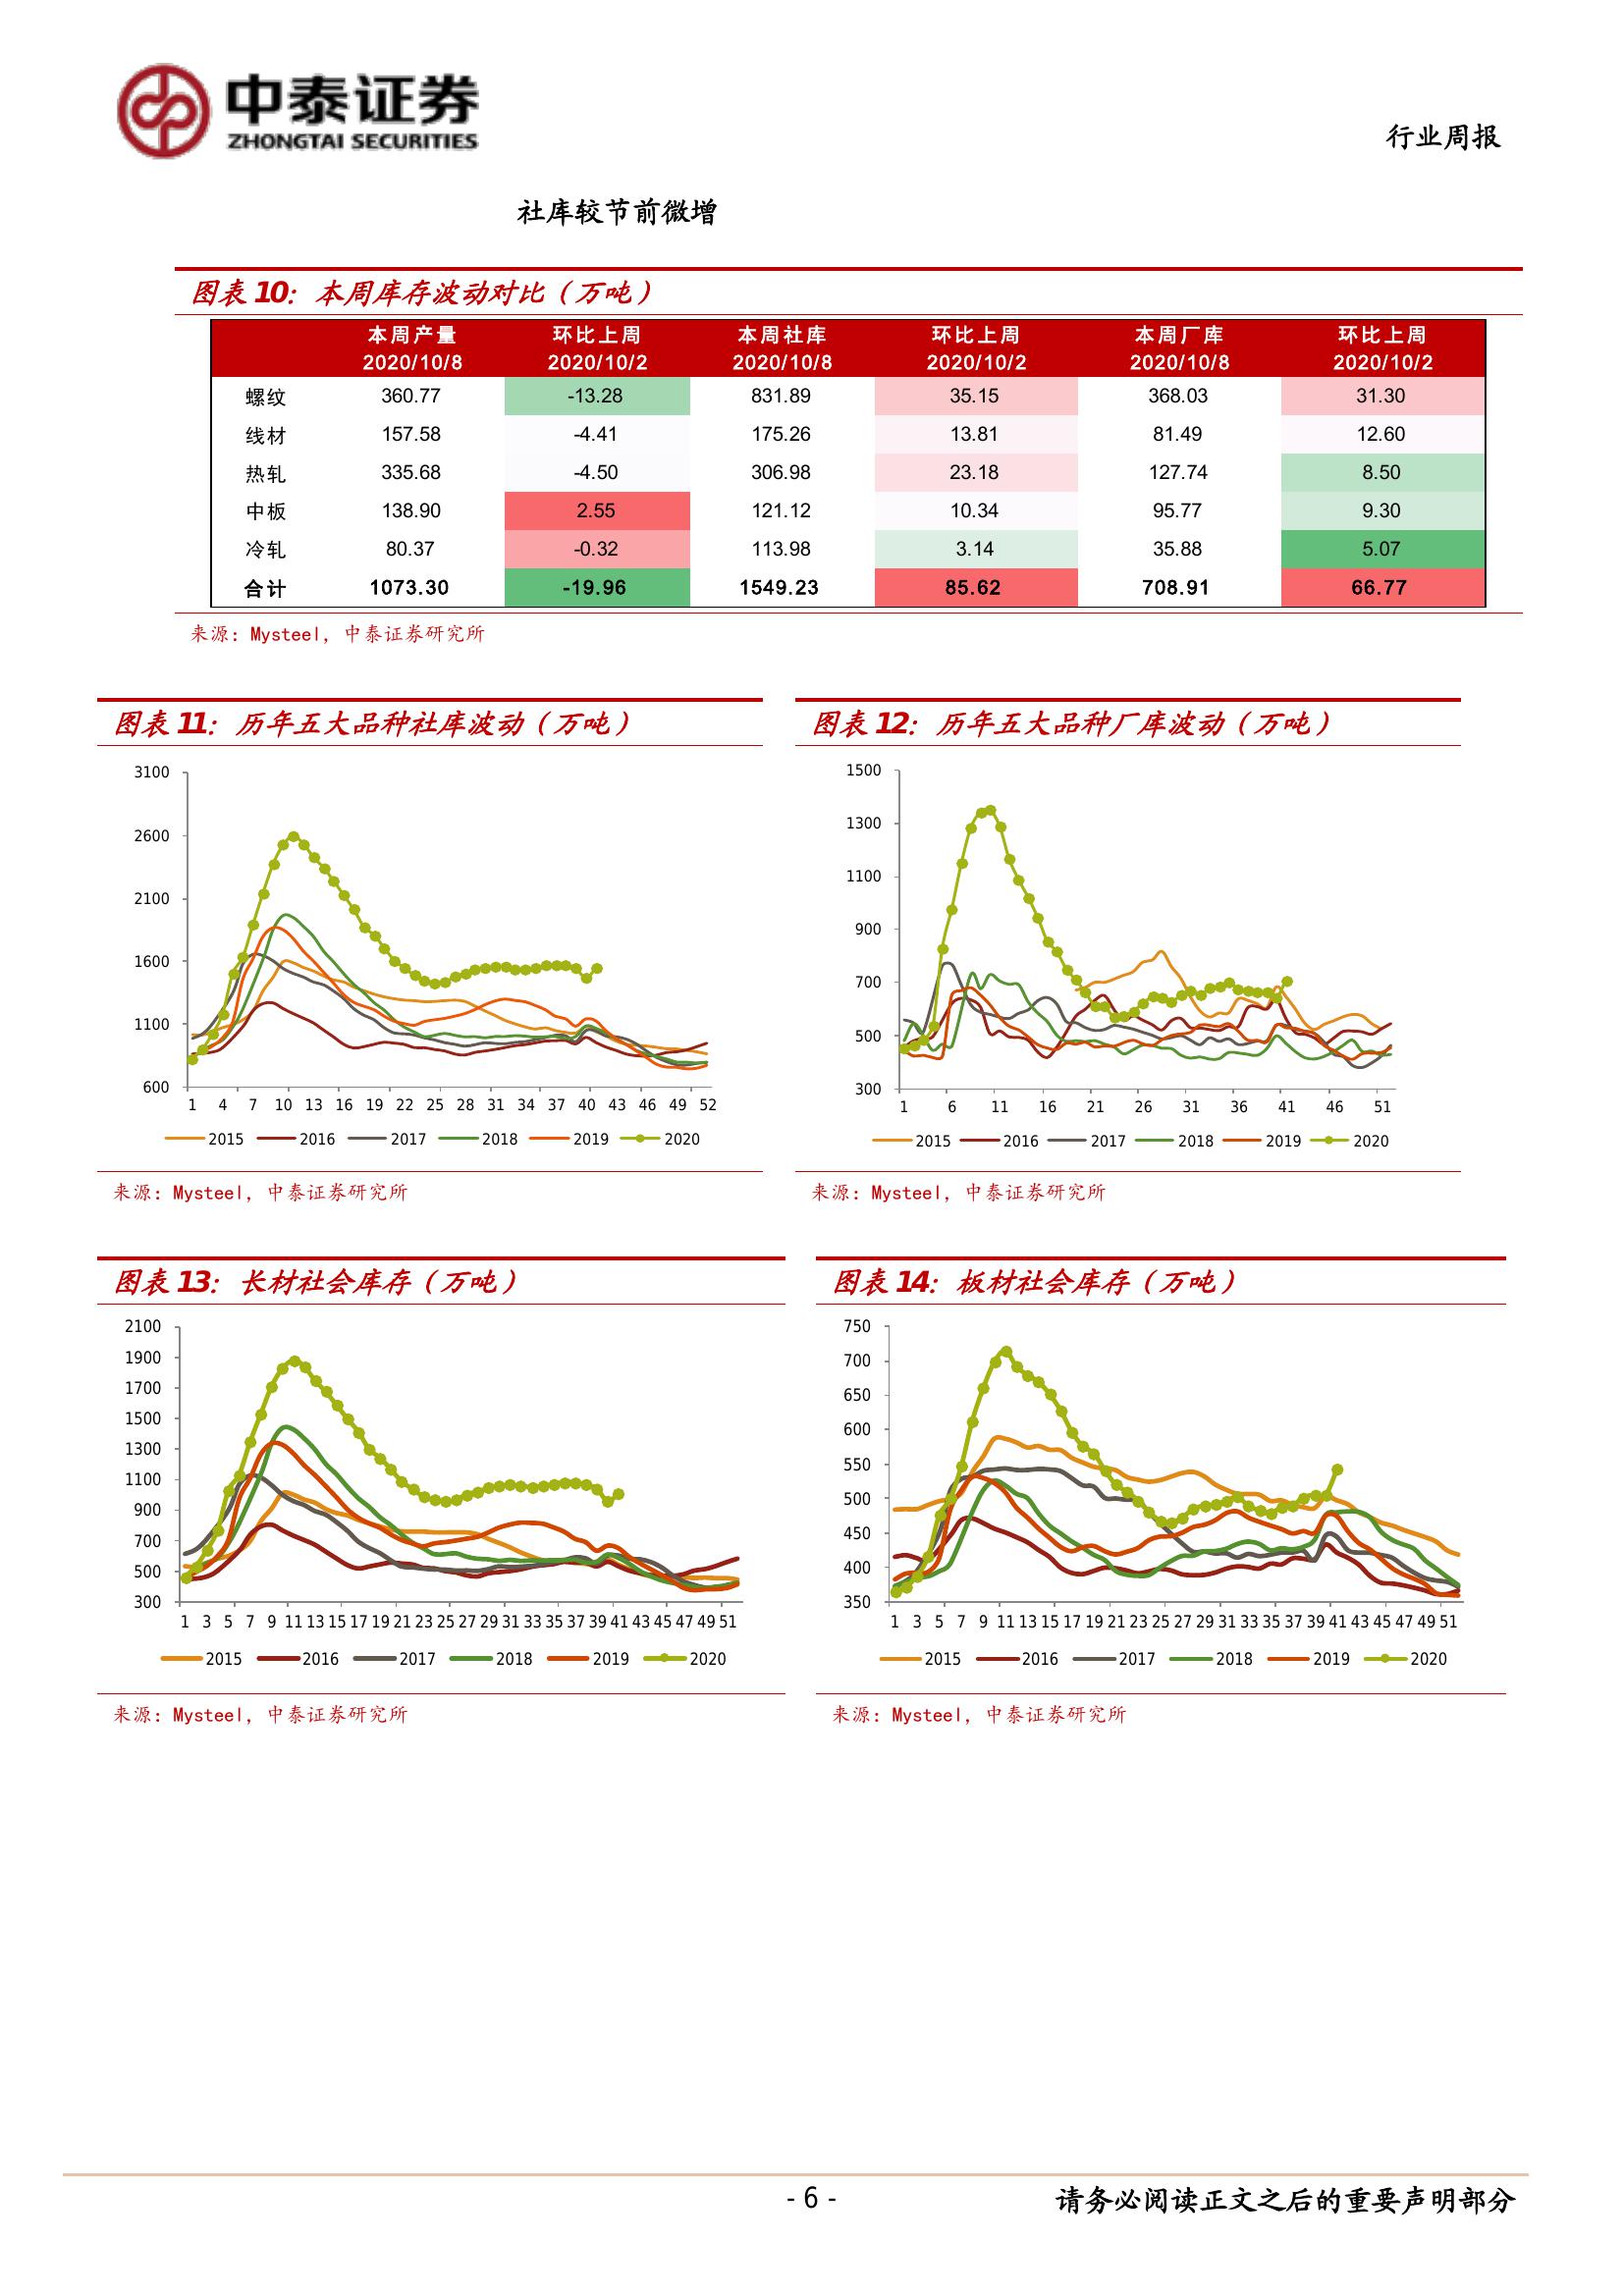 中泰证券
ZHONGTAI SECURITIES
行业周报
社库较节前微增
图表 10：本周库存波动对比（万吨）
本周产量 环比上周 本周社库 环比上周 本周厂库 环比上周
2020/10/8 2020/10/2 2020/10/8 2020/10/2 2020/10/8 2020/10/2
螺纹 360.77 -13.28 831.89 35.15 368.03 31.30
线材 157.58 -4.41 175.26 13.81 81.49 12.60
热轧 335.68 -4.50 306.98 23.18 127.74 8.50
中板 138.90 2.55 121.12 10.34 95.77 9.30
冷轧 80.37 -0.32 113.98 3.14 35.88 5.07
合计 1073.30 -19.96 1549.23 85.62 708.91 66.77
来源：Mysteel，中泰证券研究所
图表 11：历年五大品种社库波动（万吨）
3100
2600
2100
1600
1100
600
1 4 7 10 13 16 19 22 25 28 31 34 37 40 43 46 49 52
2015 2016 2017 2018 2019 2020
来源：Mysteel，中泰证券研究所
图表 12：历年五大品种厂库波动（万吨）
1500
1300
1100
900
700
500
300
1 6 11 16 21 26 31 36 41 46 51
2015 2016 2017 2018 2019 2020
来源：Mysteel，中泰证券研究所
图表 13：长材社会库存（万吨）
2100
1900
1700
1500
1300
1100
900
700
500
300
1 3 5 7 9 11 13 15 17 19 21 23 25 27 29 31 33 35 37 39 41 43 45 47 49 51
2015 2016 2017 2018 2019 2020
来源：Mysteel，中泰证券研究所
图表 14：板材社会库存（万吨）
750
700
650
600
550
500
450
400
350
1 3 5 7 9 11 13 15 17 19 21 23 25 27 29 31 33 35 37 39 41 43 45 47 49 51
2015 2016 2017 2018 2019 2020
来源：Mysteel，中泰证券研究所
- 6 -
请务必阅读正文之后的重要声明部分